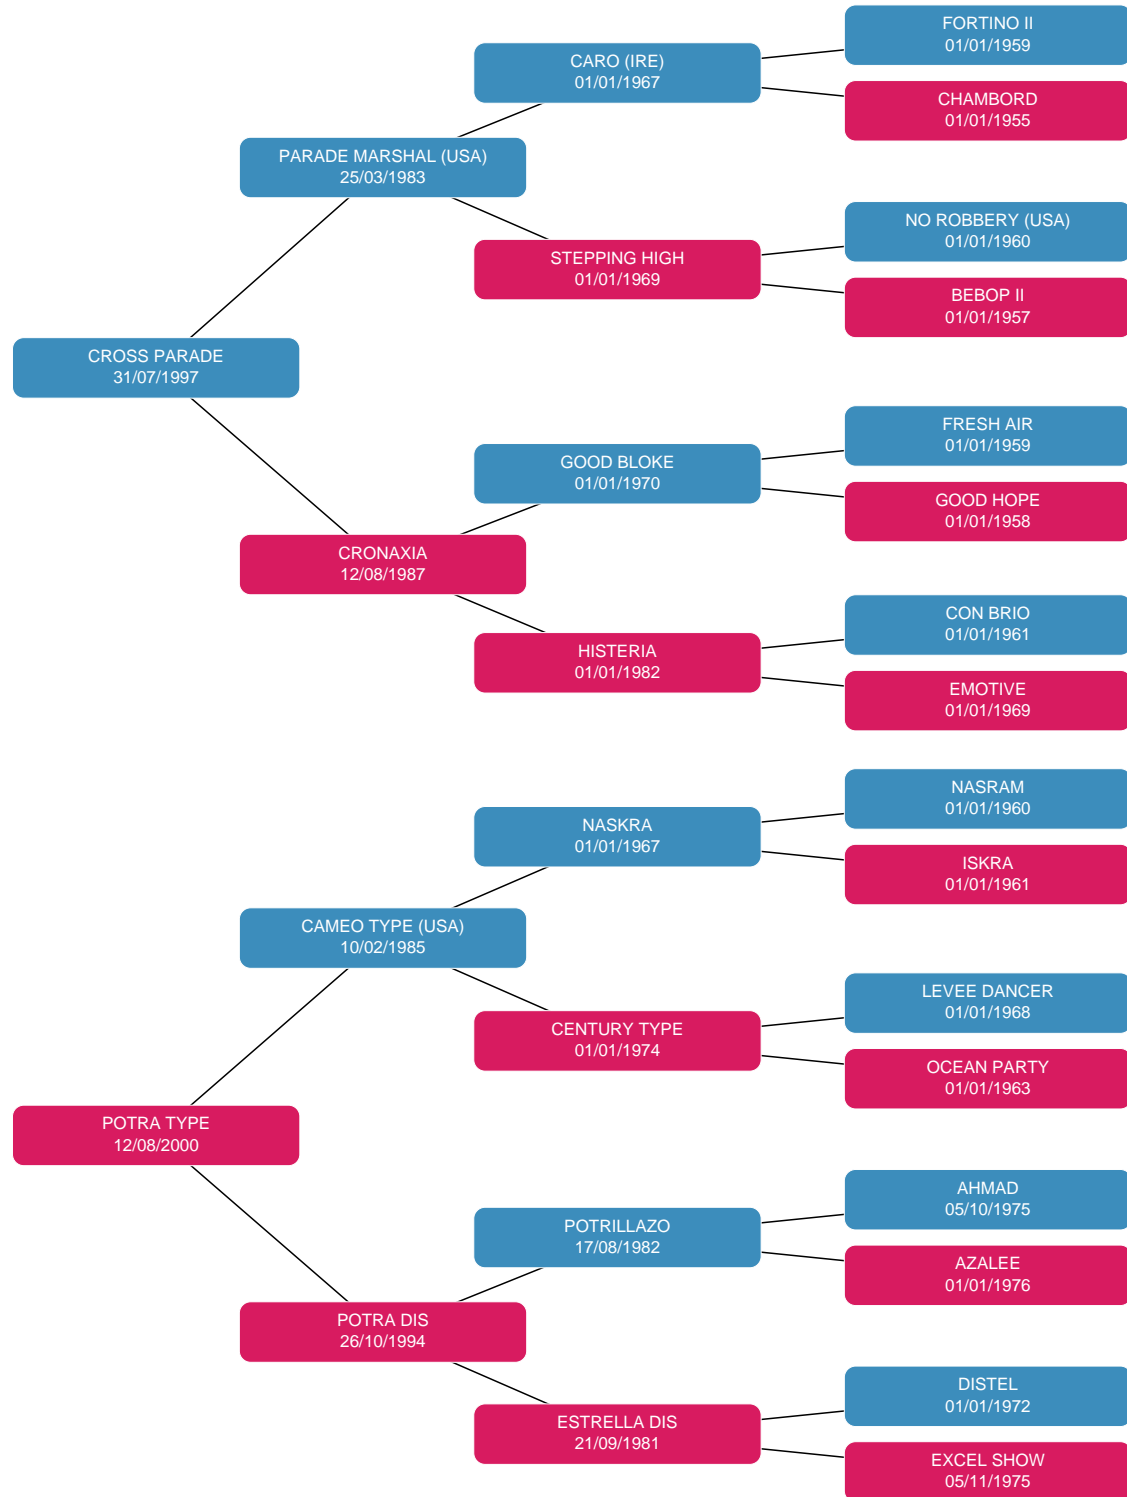 FORTINO II
01/01/1959
CARO (IRE)
01/01/1967
CHAMBORD
01/01/1955
PARADE MARSHAL (USA)
25/03/1983
NO ROBBERY (USA)
01/01/1960
STEPPING HIGH
01/01/1969
BEBOP II
01/01/1957
CROSS PARADE
31/07/1997
FRESH AIR
01/01/1959
GOOD BLOKE
01/01/1970
GOOD HOPE
01/01/1958
CRONAXIA
12/08/1987
CON BRIO
01/01/1961
HISTERIA
01/01/1982
EMOTIVE
01/01/1969
NASRAM
01/01/1960
NASKRA
01/01/1967
ISKRA
01/01/1961
CAMEO TYPE (USA)
10/02/1985
LEVEE DANCER
01/01/1968
CENTURY TYPE
01/01/1974
OCEAN PARTY
01/01/1963
POTRA TYPE
12/08/2000
AHMAD
05/10/1975
POTRILLAZO
17/08/1982
AZALEE
01/01/1976
POTRA DIS
26/10/1994
DISTEL
01/01/1972
ESTRELLA DIS
21/09/1981
EXCEL SHOW
05/11/1975